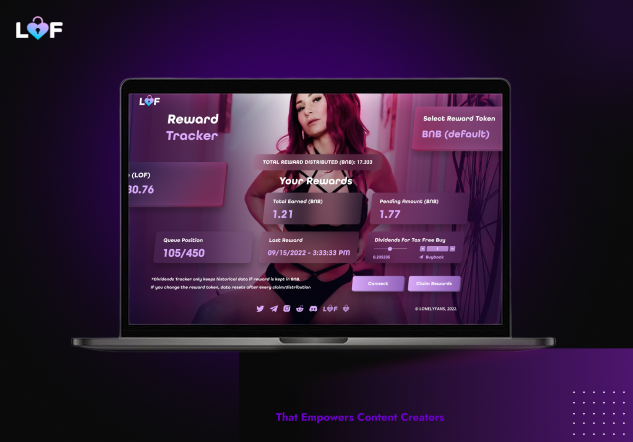 LOF
LOF
Reward
Tracker
Select Reward Token
BNB (default)
TOTAL REWARD DISTRIBUTED (BNB): 17.333
(LOF)
30.76
Your Rewards
Total Earned (BNB)
1.21
Pending Amount (BNB)
1.77
Queue Position
105/450
Last Reward
09/15/2022 - 3:33:33 PM
Dividends For Tax Free Buy
Buyback
*Dividends Tracker only keeps historical data if reward is kept in BNB.
If you change the reward token, data resets after every claim/distribution
Connect
Claim Rewards
LOF
© LONELYFANS, 2022.
That Empowers Content Creators